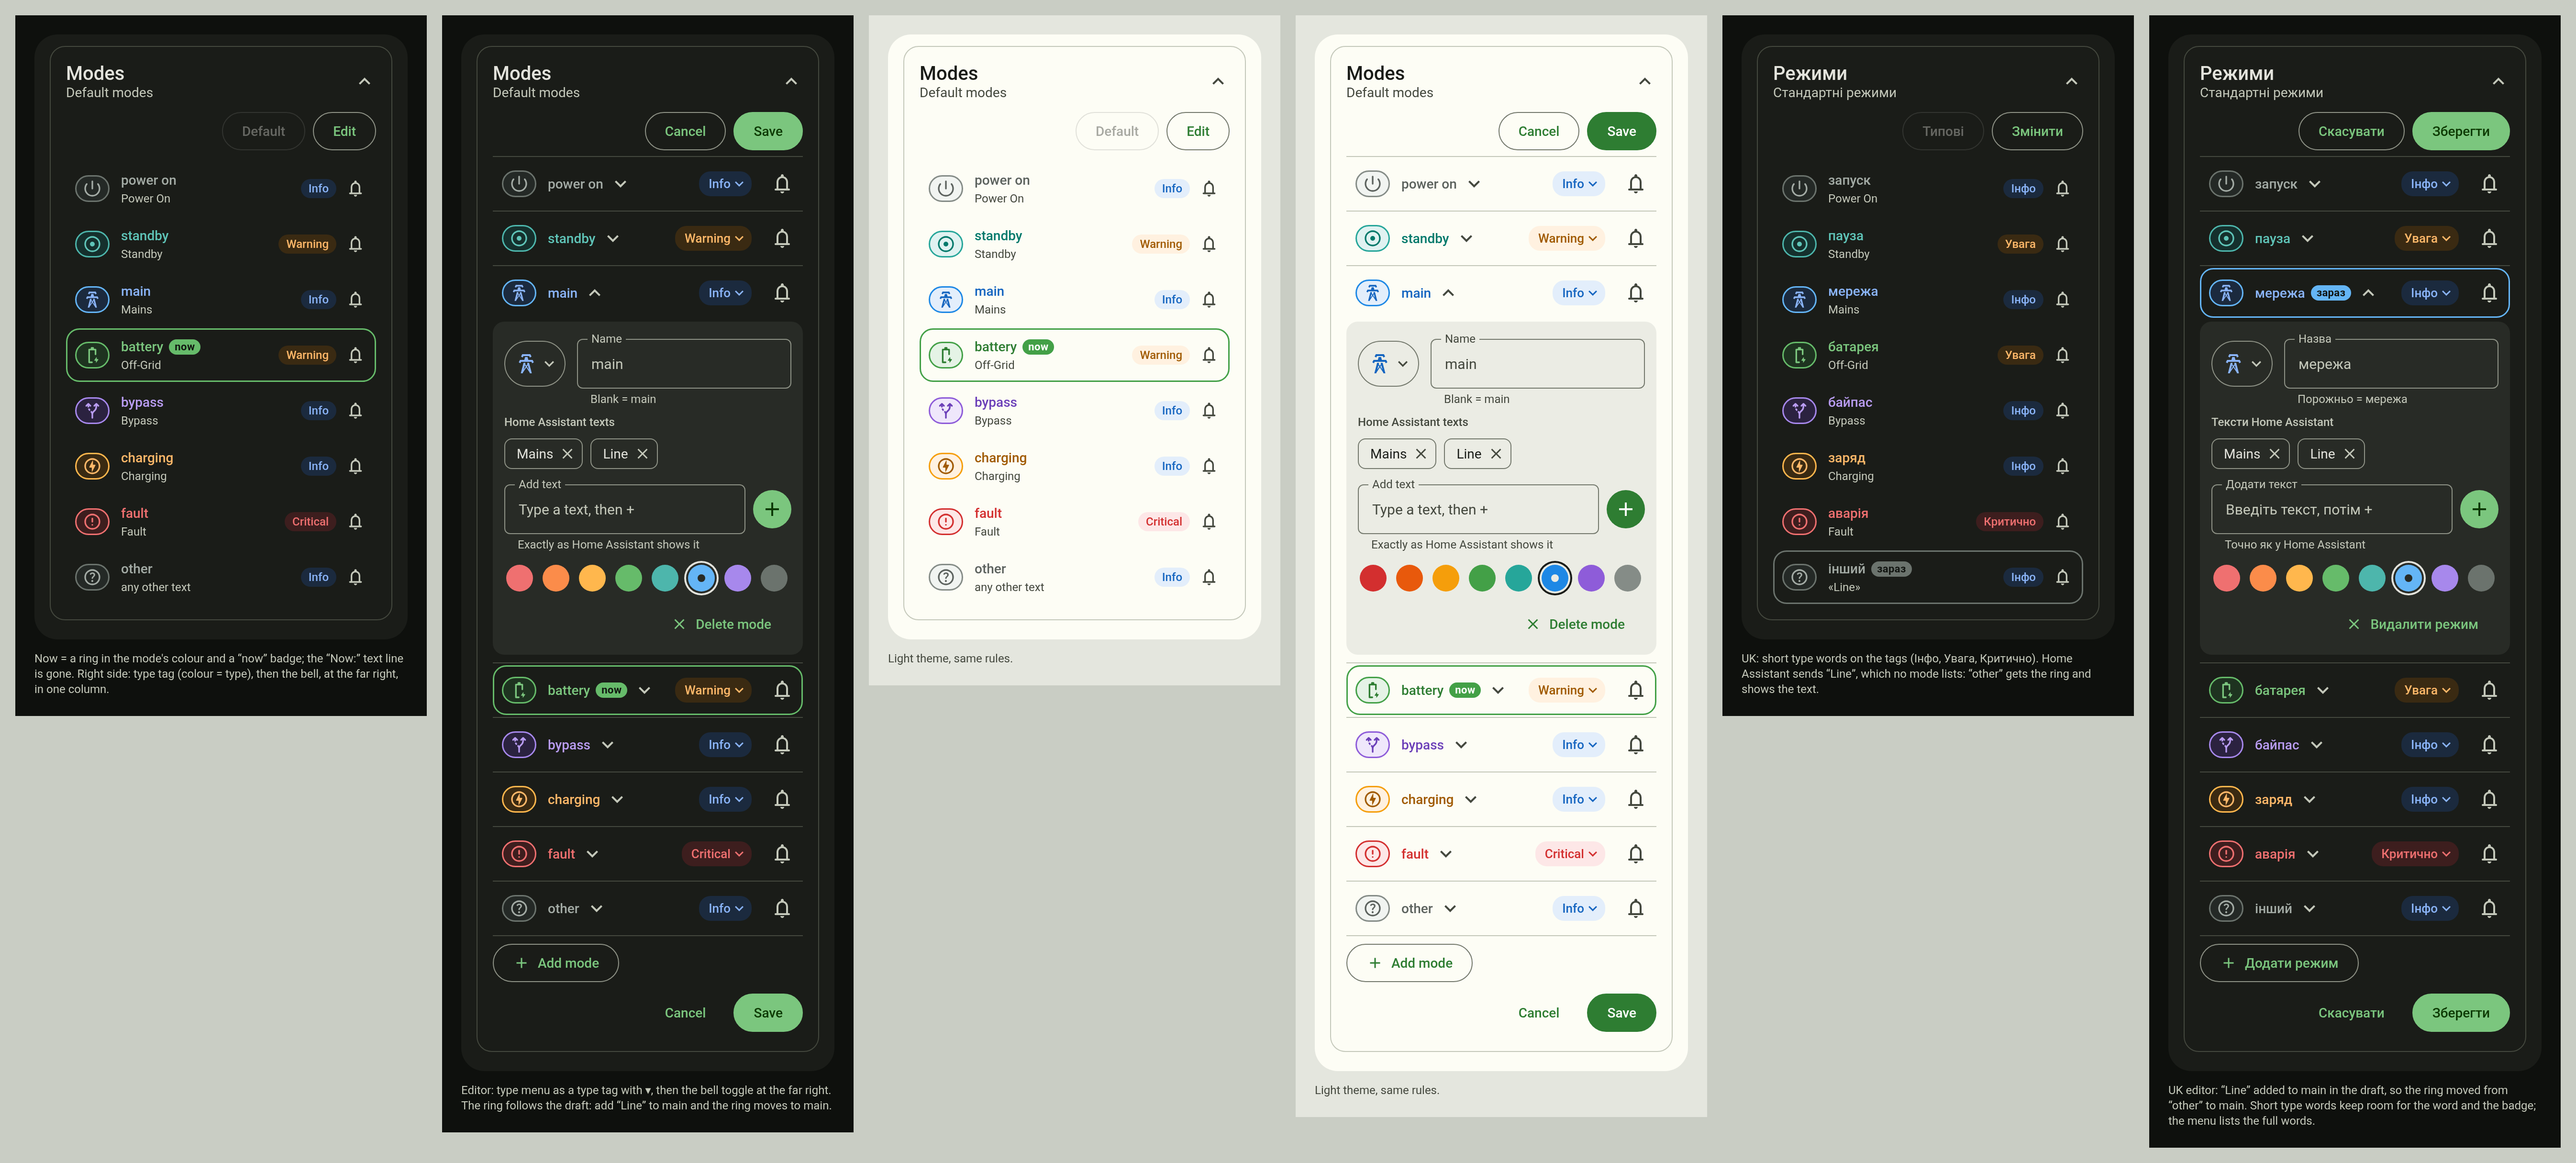 Modes
Default modes
Default
Edit
power on
Power On
Info
standby
Standby
Warning
main
Mains
Info
battery now
Off-Grid
Warning
bypass
Bypass
Info
charging
Charging
Info
fault
Fault
Critical
other
any other text
Info
Now = a ring in the mode's colour and a “now” badge; the “Now:” text line
is gone. Right side: type tag (colour = type), then the bell, at the far right,
in one column.
Modes
Default modes
Cancel
Save
power on
Info
standby
Warning
main
Info
Name
main
Blank = main
Home Assistant texts
Mains
Line
Add text
Type a text, then +
Exactly as Home Assistant shows it
Delete mode
battery now
Warning
bypass
Info
charging
Info
fault
Critical
other
Info
+ Add mode
Cancel
Save
Editor: type menu as a type tag with ▾, then the bell toggle at the far right.
The ring follows the draft: add “Line” to main and the ring moves to main.
Modes
Default modes
Default
Edit
power on
Power On
Info
standby
Standby
Warning
main
Mains
Info
battery now
Off-Grid
Warning
bypass
Bypass
Info
charging
Charging
Info
fault
Fault
Critical
other
any other text
Info
Light theme, same rules.
Modes
Default modes
Cancel
Save
power on
Info
standby
Warning
main
Info
Name
main
Blank = main
Home Assistant texts
Mains
Line
Add text
Type a text, then +
Exactly as Home Assistant shows it
Delete mode
battery now
Warning
bypass
Info
charging
Info
fault
Critical
other
Info
+ Add mode
Cancel
Save
Light theme, same rules.
Режими
Стандартні режими
Типові
Змінити
запуск
Power On
Інфо
пауза
Standby
Увага
мережа
Mains
Інфо
батарея
Off-Grid
Увага
байпас
Bypass
Інфо
заряд
Charging
Інфо
аварія
Fault
Критично
інший зараз
«Line»
Інфо
UK: short type words on the tags (Інфо, Увага, Критично). Home
Assistant sends “Line”, which no mode lists: “other” gets the ring and
shows the text.
Режими
Стандартні режими
Скасувати
Зберегти
запуск
Інфо
пауза
Увага
мережа зараз
Інфо
Назва
мережа
Порожньо = мережа
Тексти Home Assistant
Mains
Line
Додати текст
Введіть текст, потім +
Точно як у Home Assistant
Видалити режим
батарея
Увага
байпас
Інфо
заряд
Інфо
аварія
Критично
інший
Інфо
+ Додати режим
Скасувати
Зберегти
UK editor: “Line” added to main in the draft, so the ring moved from
“other” to main. Short type words keep room for the word and the badge;
the menu lists the full words.